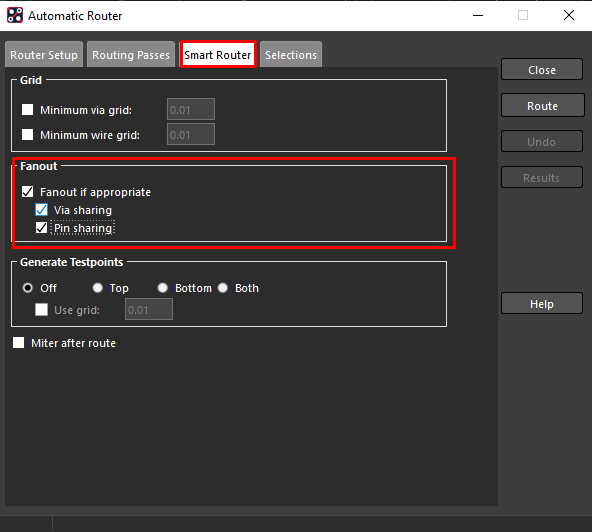 Automatic Router
Router Setup Routing Passes Smart Router Selections
Close
Route
Undo
Results
Help
Grid
Minimum via grid: 0.01
Minimum wire grid: 0.01
Fanout
Fanout if appropriate
Via sharing
Pin sharing
Generate Testpoints
Off Top Bottom Both
Use grid: 0.01
Miter after route